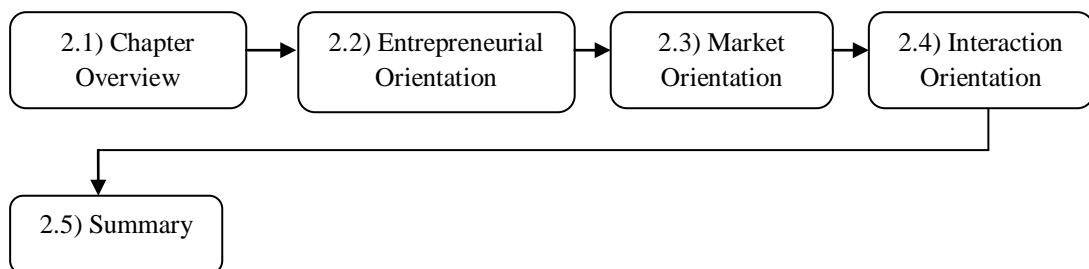 2.1) Chapter
Overview
2.2) Entrepreneurial
Orientation
2.3) Market
Orientation
2.4) Interaction
Orientation
2.5) Summary